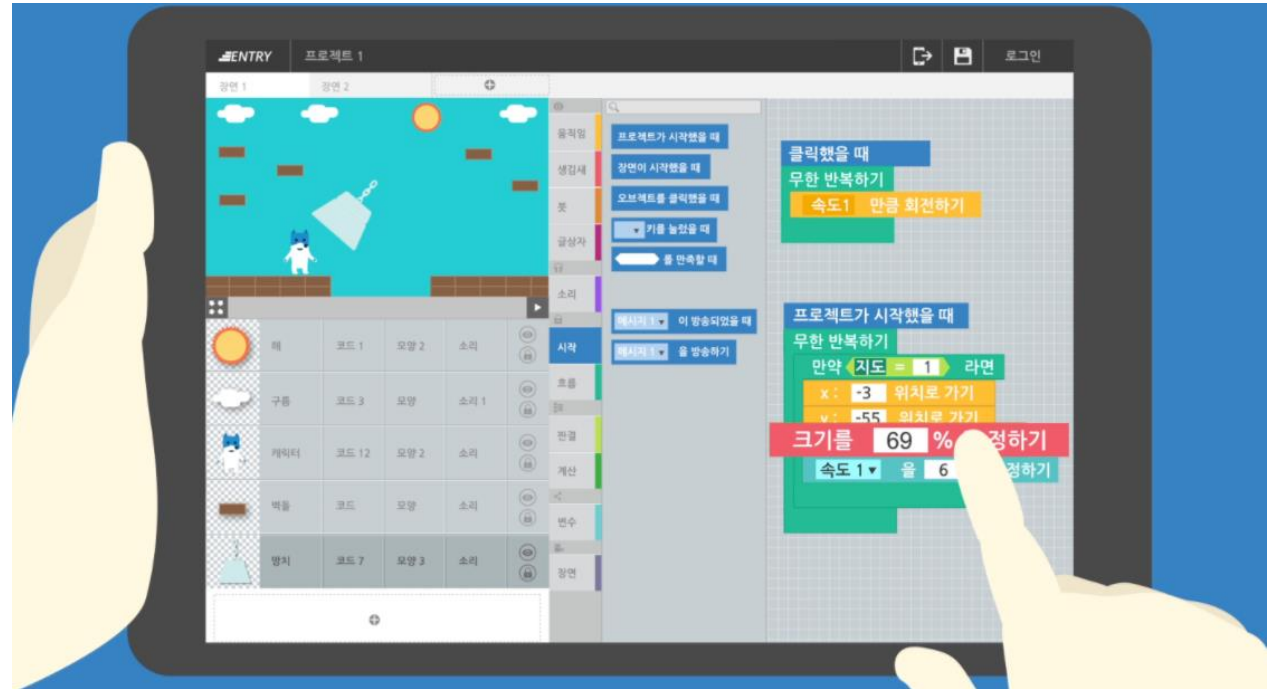 ENTRY 프로젝트 1 로그인
장면 1 장면 2
움직임
생김새
붓
글상자
소리
시작
흐름
판결
계산
변수
장면
프로젝트가 시작했을 때
장면이 시작했을 때
오브젝트를 클릭했을 때
키를 눌렀을 때
를 만족할 때
메시지 1 이 방송되었을 때
메시지 1 을 방송하기
클릭했을 때
무한 반복하기
속도1 만큼 회전하기
프로젝트가 시작했을 때
무한 반복하기
만약 지도 = 1 라면
x : -3 위치로 가기
y : -55 위치로 가기
크기를 69 % 정하기
속도 1 을 6 정하기
해 코드 1 모양 2 소리
구름 코드 3 모양 소리 1
캐릭터 코드 12 모양 2 소리
벽돌 코드 모양 소리
망치 코드 7 모양 3 소리